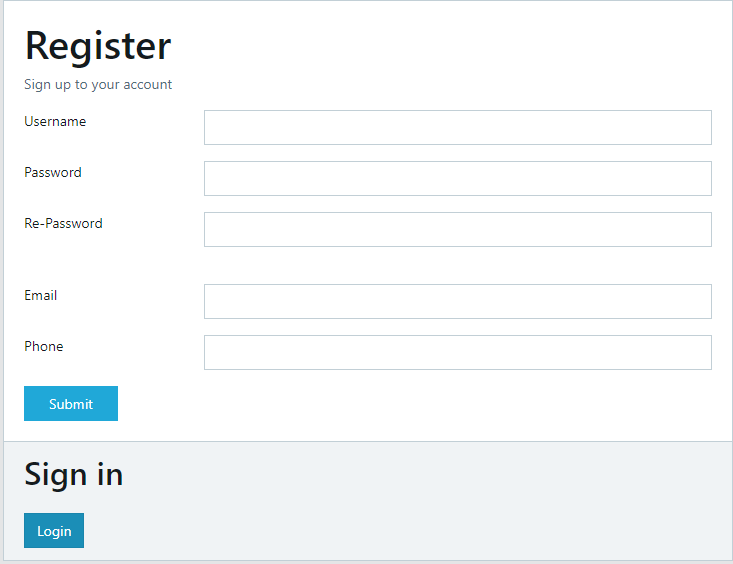 Register
Sign up to your account
Username
Password
Re-Password
Email
Phone
Submit
Sign in
Login